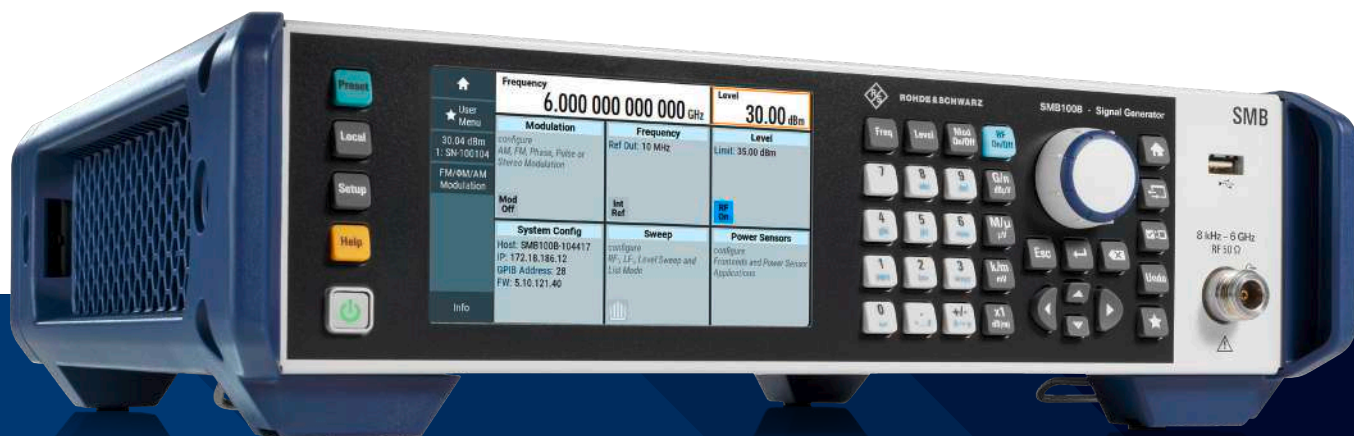 Preset
Local
Setup
Help
User
Menu
30.04 dBm
1: SN-100104
FM/ΦM/AM
Modulation
Info
Frequency
6.000 000 000 000 GHz
Level
30.00 dBm
Modulation
configure
AM, FM, Phase, Pulse or
Stereo Modulation
Mod
Off
Frequency
Ref Out: 10 MHz
Int
Ref
Level
Limit: 35.00 dBm
RF
On
System Config
Host: SMB100B-104417
IP: 172.18.186.12
GPIB Address: 28
FW: 5.10.121.40
Sweep
configure
RF-, LF-, Level Sweep and
List Mode
Power Sensors
configure
Frontends and Power Sensor
Applications
R&S
ROHDE & SCHWARZ
SMB100B - Signal Generator
Freq
Level
Mod
On/Off
RF
On/Off
7
8
9
G/n
dBµV
4
5
6
M/µ
µV
1
2
3
k/m
mV
0
.
+/-
x1
dB(m)
Esc
Undo
SMB
8 kHz - 6 GHz
RF 50 Ω